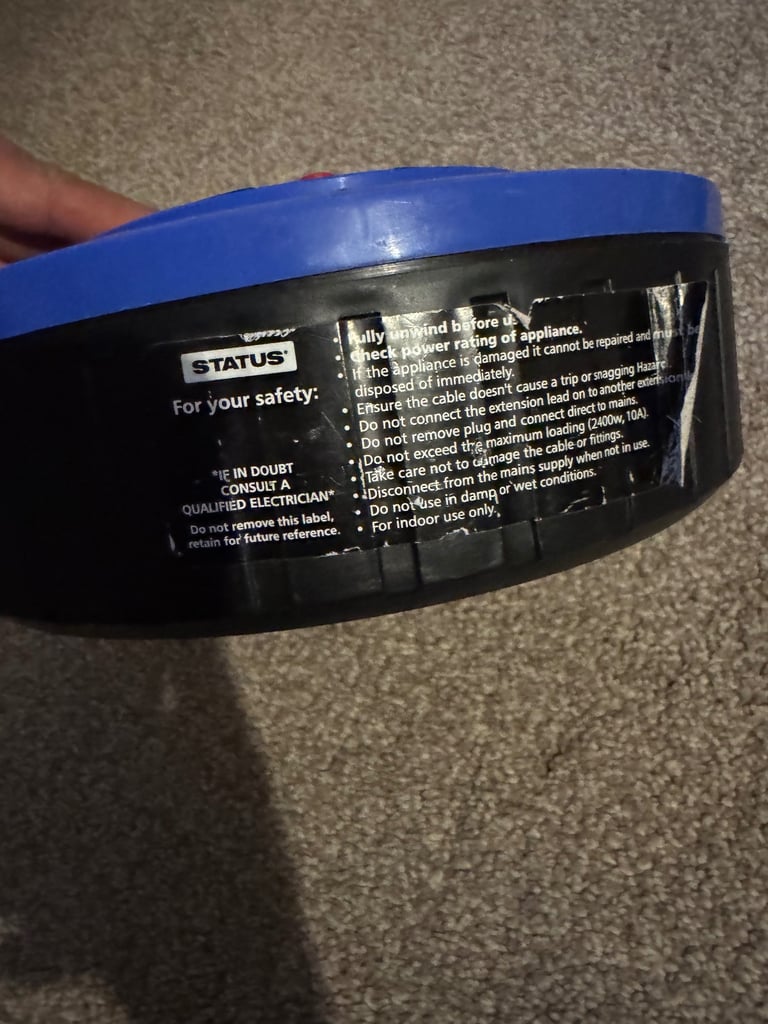 STATUS
For your safety:
*IF IN DOUBT
CONSULT A
QUALIFIED ELECTRICIAN*
Do not remove this label,
retain for future reference.
• Fully unwind before
• Check power rating of appliance.
• If the appliance is damaged it cannot be repaired and must be
disposed of immediately.
• Ensure the cable doesn't cause a trip or snagging Hazard.
• Do not connect the extension lead on to another extension
• Do not remove plug and connect direct to mains.
• Do not exceed the maximum loading (2400w, 10A).
• Take care not to damage the cable or fittings.
• Disconnect from the mains supply when not in use.
• Do not use in damp or wet conditions.
• For indoor use only.